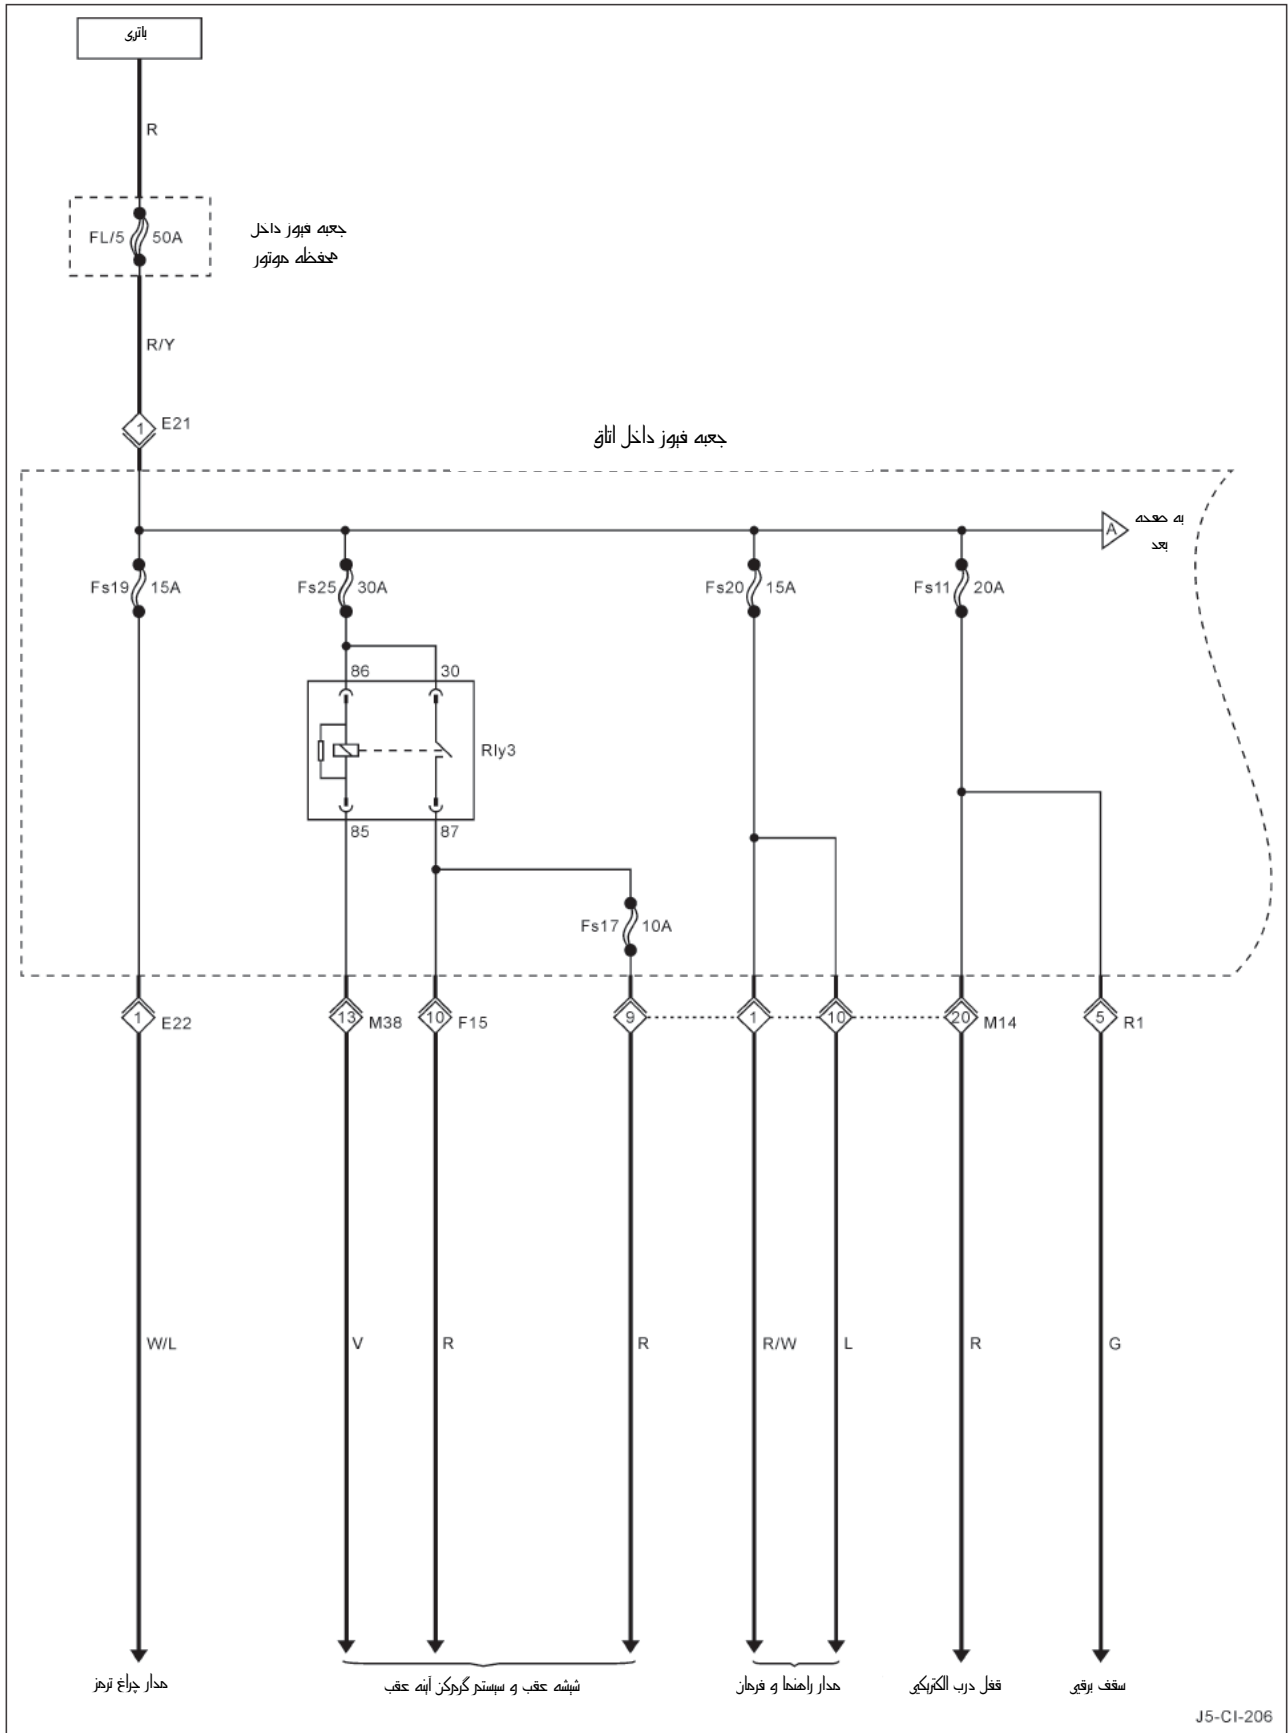 باتری
R
FL/5 50A
جعبه فیوز داخل
محفظه موتور
R/Y
1 E21
جعبه فیوز داخل اتاق
A به صفحه
بعد
Fs19 15A Fs25 30A Fs20 15A Fs11 20A
86 30
Rly3
85 87
Fs17 10A
1 E22 13 M38 10 F15 9 1 10 20 M14 5 R1
W/L V R R R/W L R G
مدار چراغ ترمز
شیشه عقب و سیستم گرمکن آینه عقب
مدار راهنما و فرمان
قفل درب الکتریکی
سقف برقی
J5-CI-206